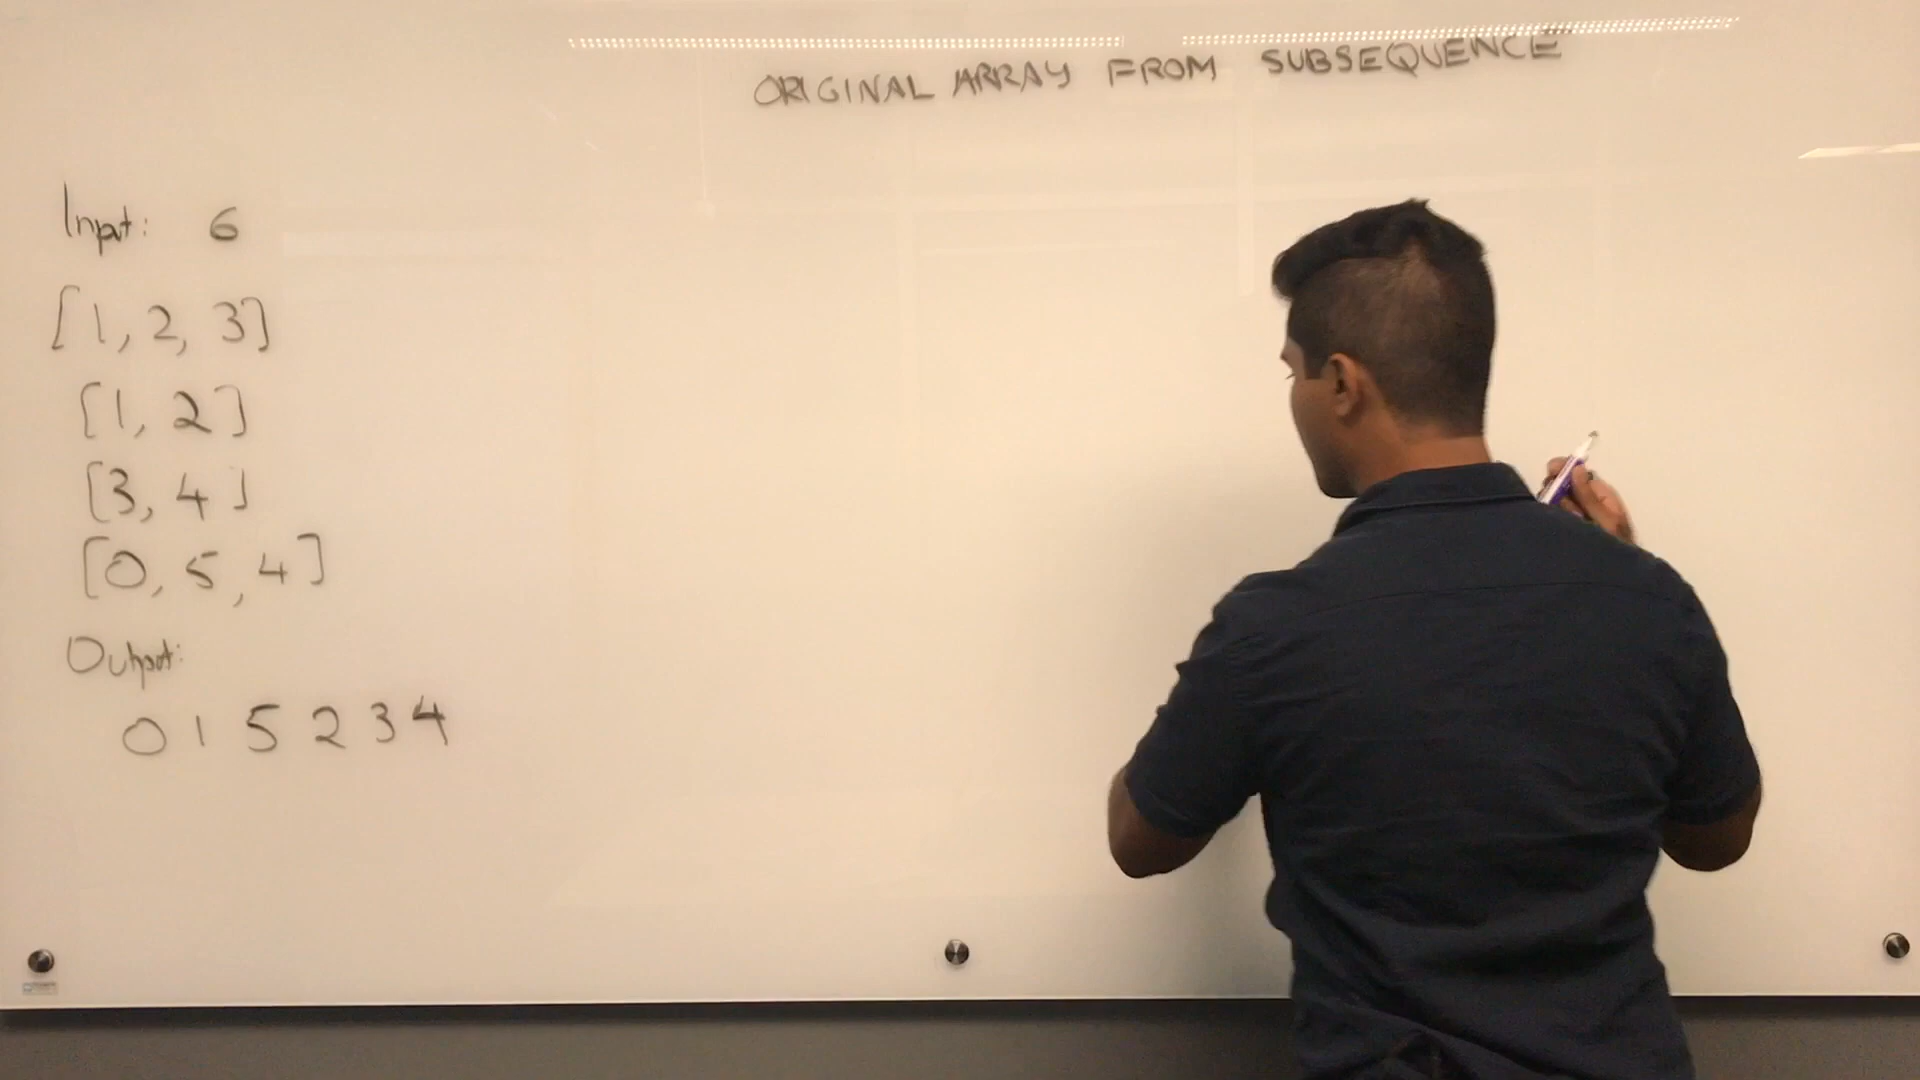 ORIGINAL ARRAY FROM SUBSEQUENCE
Input: 6
[1, 2, 3]
[1, 2]
[3, 4]
[0, 5, 4]
Output:
0 1 5 2 3 4